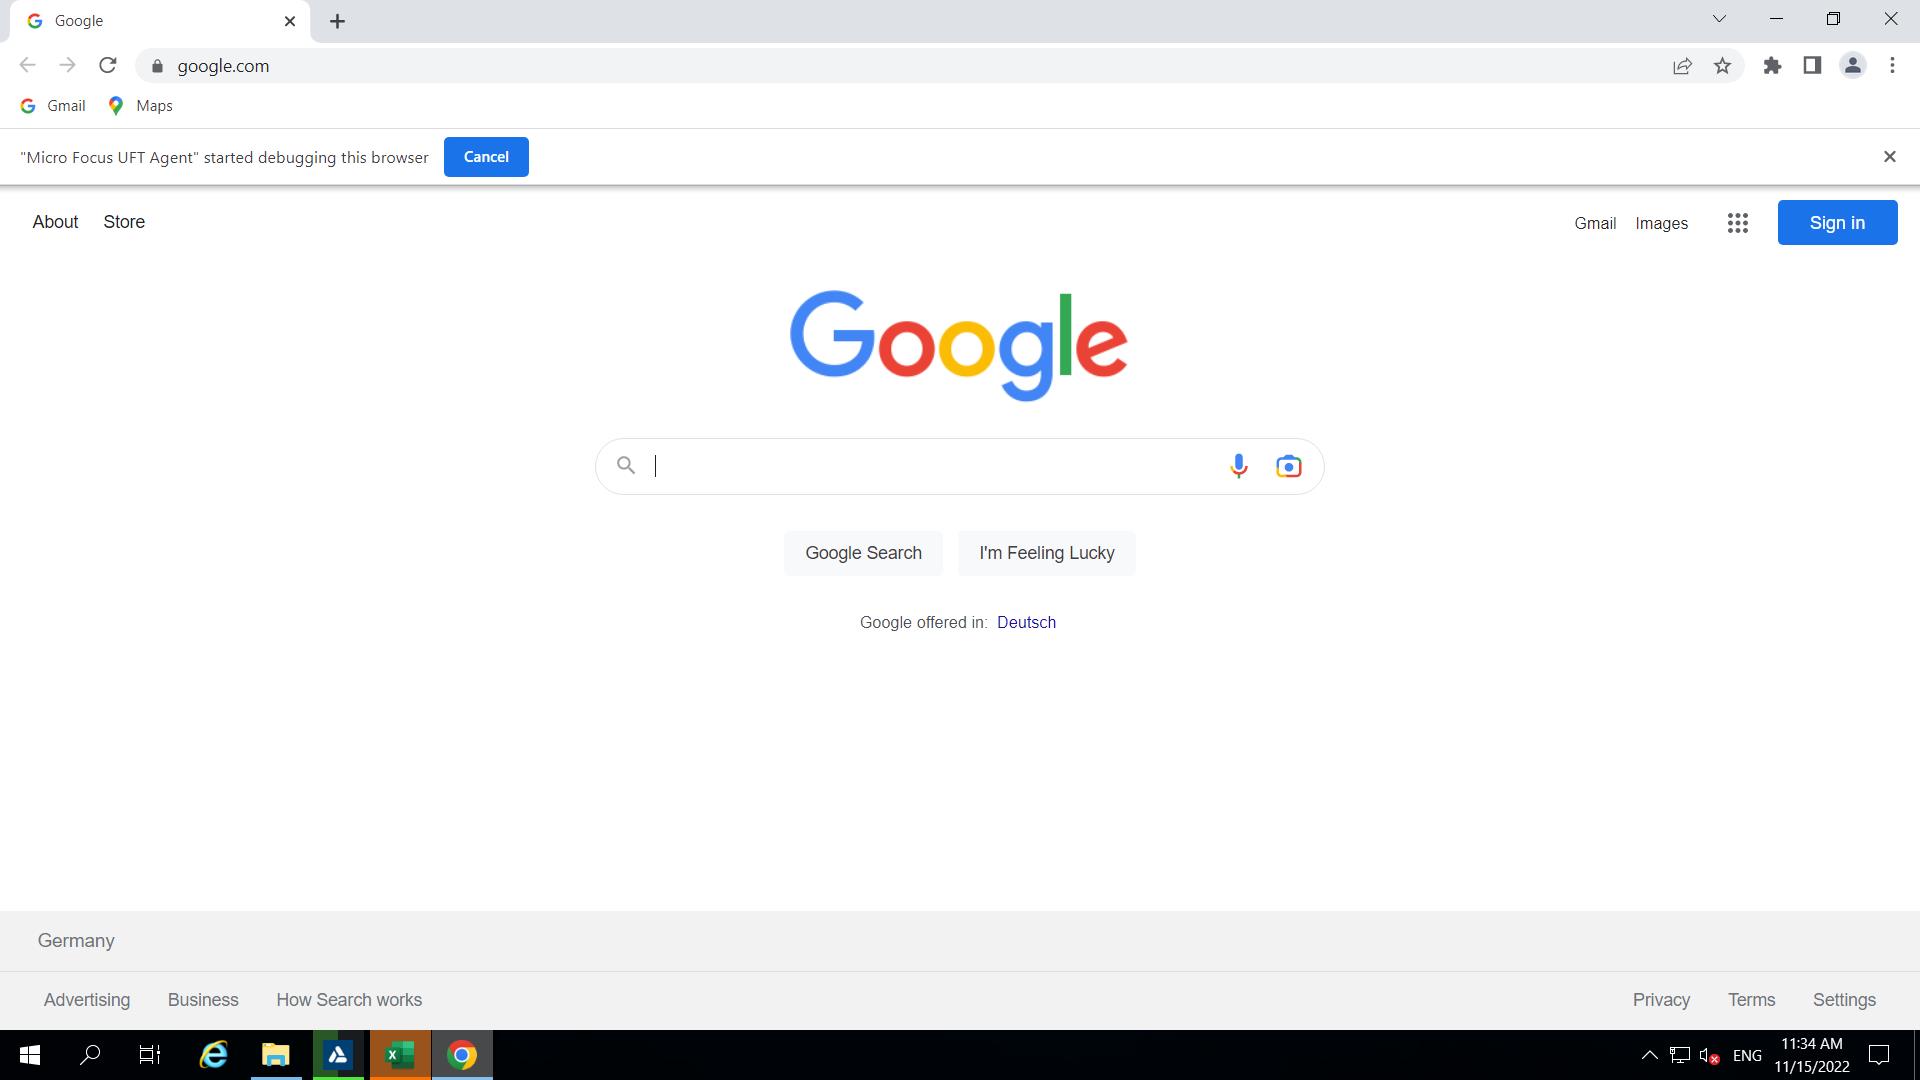 Google
google.com
Gmail Maps
"Micro Focus UFT Agent" started debugging this browser Cancel
About Store Gmail Images Sign in
Google
Google Search I'm Feeling Lucky
Google offered in: Deutsch
Germany
Advertising Business How Search works Privacy Terms Settings
ENG 11:34 AM
11/15/2022